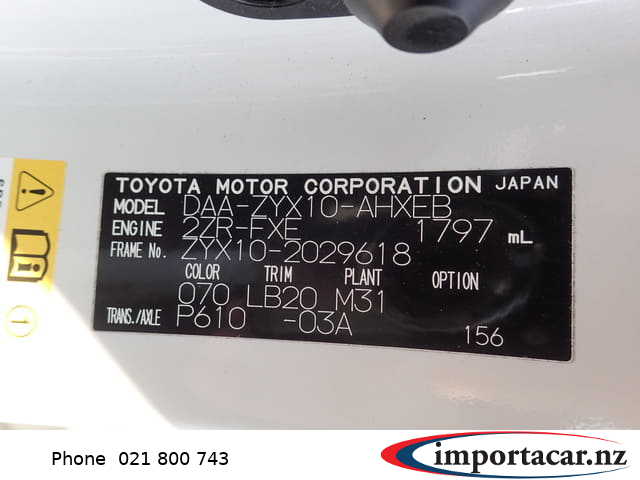 TOYOTA MOTOR CORPORATION JAPAN
MODEL DAA-ZYX10-AHXEB
ENGINE 2ZR-FXE 1797 mL
FRAME No. ZYX10-2029618
COLOR TRIM PLANT OPTION
070 LB20 M31
TRANS./AXLE P610 -03A 156
1
Phone 021 800 743
importacar.nz